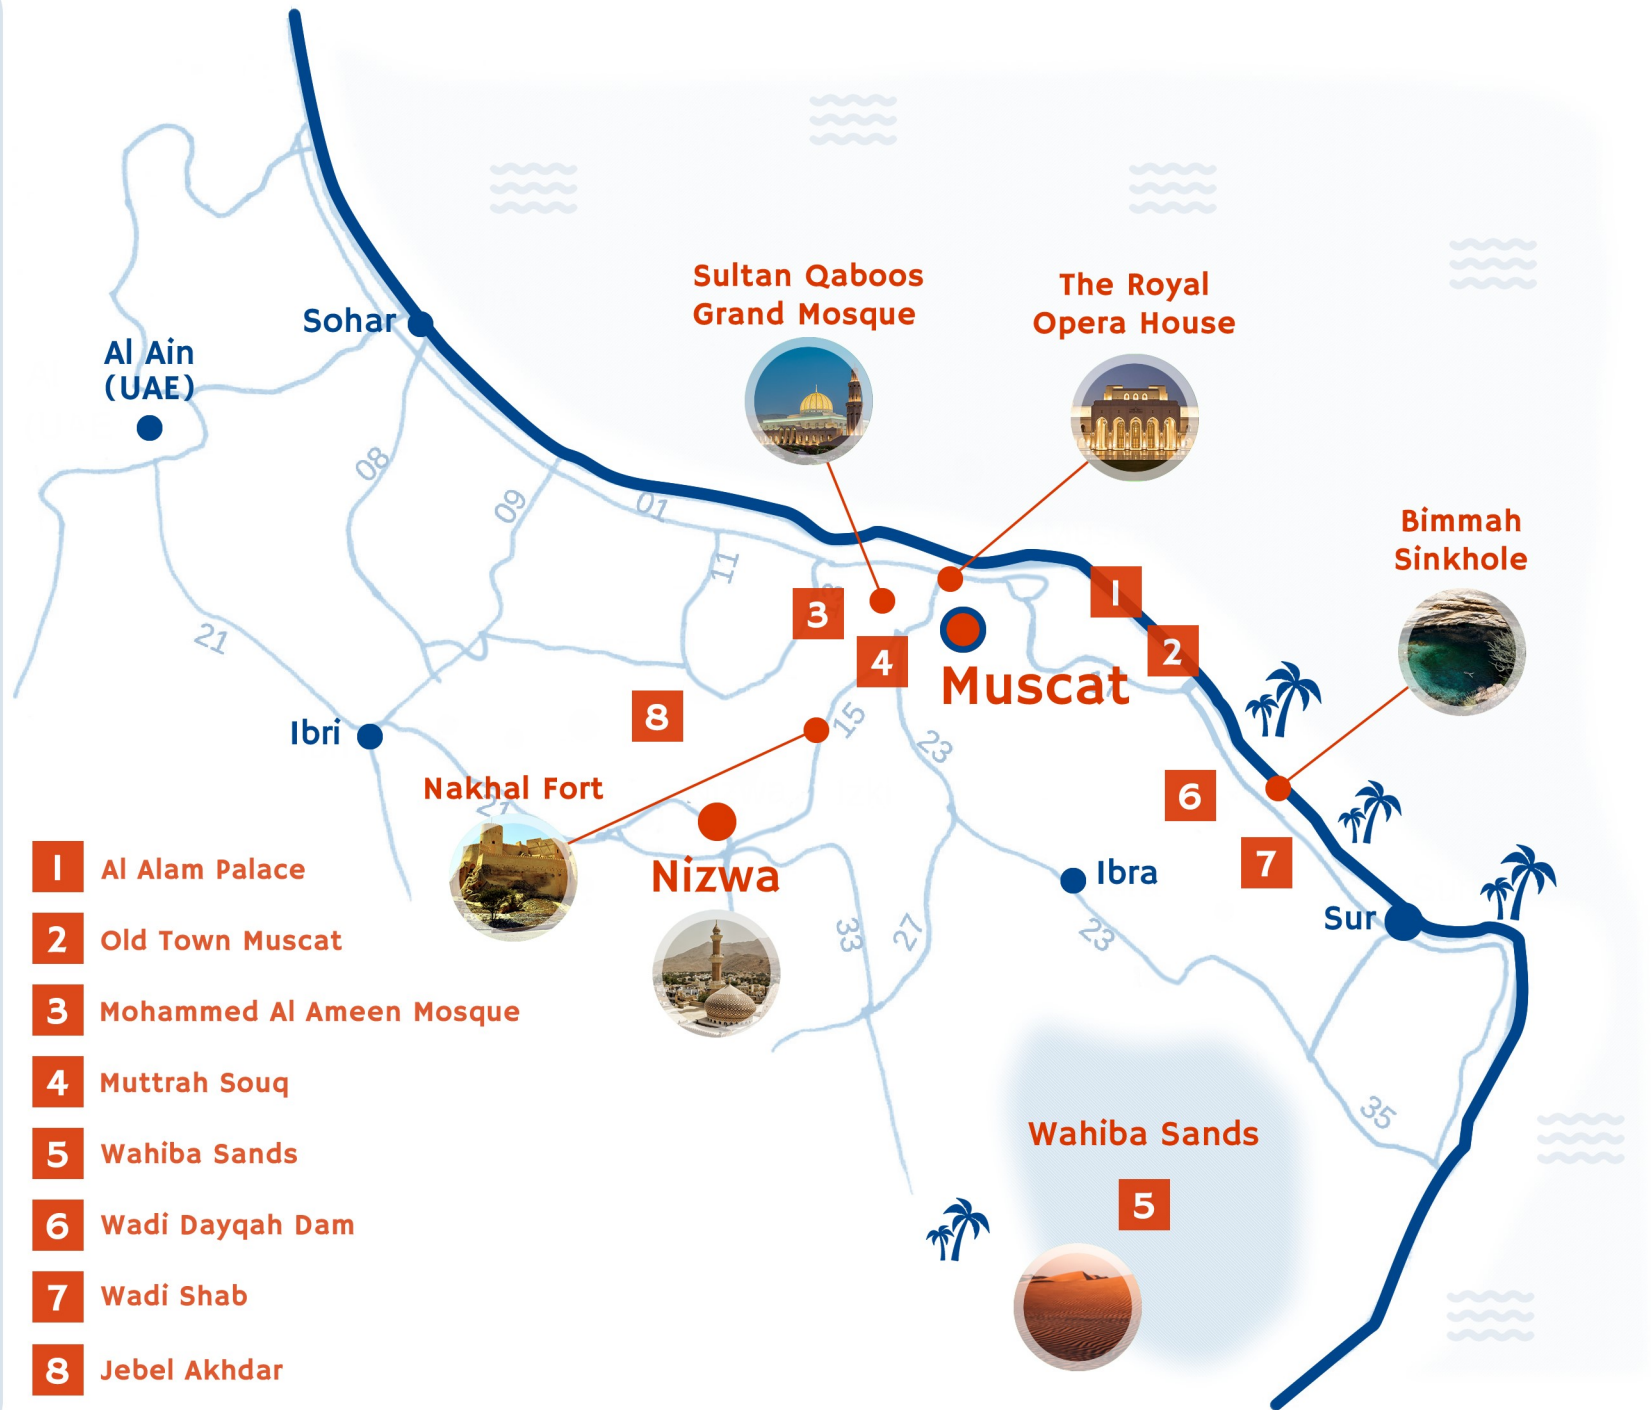 Sultan Qaboos
Grand Mosque
The Royal
Opera House
Sohar
Al Ain
(UAE)
08
09
01
11
Bimmah
Sinkhole
1
3
2
4
21
Muscat
8
15
23
Ibri
Nakhal Fort
21
6
Nizwa
7
Ibra
Sur
33
27
23
35
Wahiba Sands
5
1 Al Alam Palace
2 Old Town Muscat
3 Mohammed Al Ameen Mosque
4 Muttrah Souq
5 Wahiba Sands
6 Wadi Dayqah Dam
7 Wadi Shab
8 Jebel Akhdar